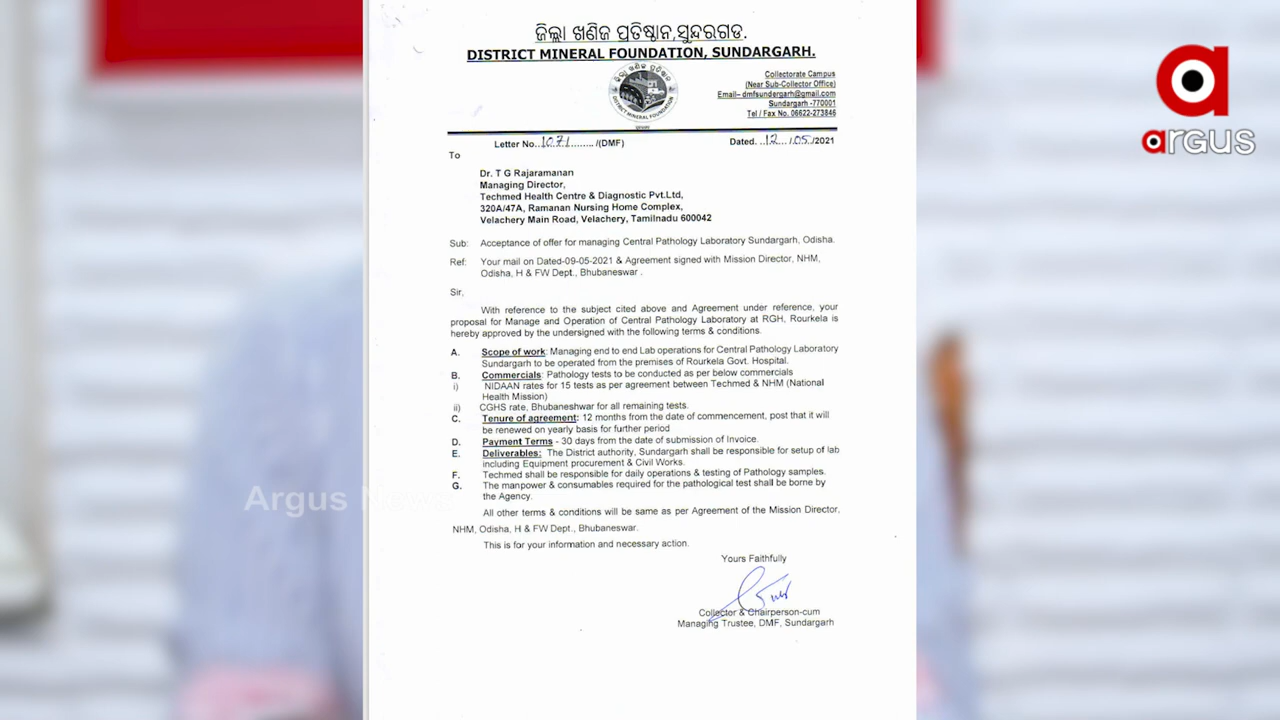 ଜିଲ୍ଲା ଖଣିଜ ପ୍ରତିଷ୍ଠାନ,ସୁନ୍ଦରଗଡ.
DISTRICT MINERAL FOUNDATION, SUNDARGARH.
ଜିଲ୍ଲା ଖଣିଜ ପ୍ରତିଷ୍ଠାନ
DISTRICT MINERAL FOUNDATION
Collectorate Campus
(Near Sub-Collector Office)
Email– dmfsundergarh@gmail.com
Sundargarh -770001
Tel / Fax No. 06622-273846
argus
Letter No...1071......... /(DMF)
Dated. ..12... /.05./2021
To
Dr. T G Rajaramanan
Managing Director,
Techmed Health Centre & Diagnostic Pvt.Ltd,
320A/47A, Ramanan Nursing Home Complex,
Velachery Main Road, Velachery, Tamilnadu 600042
Sub: Acceptance of offer for managing Central Pathology Laboratory Sundargarh, Odisha.
Ref: Your mail on Dated-09-05-2021 & Agreement signed with Mission Director, NHM,
Odisha, H & FW Dept., Bhubaneswar .
Sir,
With reference to the subject cited above and Agreement under reference, your
proposal for Manage and Operation of Central Pathology Laboratory at RGH, Rourkela is
hereby approved by the undersigned with the following terms & conditions.
A. Scope of work: Managing end to end Lab operations for Central Pathology Laboratory
Sundargarh to be operated from the premises of Rourkela Govt. Hospital.
B. Commercials: Pathology tests to be conducted as per below commercials
i) NIDAAN rates for 15 tests as per agreement between Techmed & NHM (National
Health Mission)
ii) CGHS rate, Bhubaneshwar for all remaining tests.
C. Tenure of agreement: 12 months from the date of commencement, post that it will
be renewed on yearly basis for further period
D. Payment Terms - 30 days from the date of submission of Invoice.
E. Deliverables: The District authority, Sundargarh shall be responsible for setup of lab
including Equipment procurement & Civil Works.
F. Techmed shall be responsible for daily operations & testing of Pathology samples.
G. The manpower & consumables required for the pathological test shall be borne by
the Agency.
Argus News
All other terms & conditions will be same as per Agreement of the Mission Director,
NHM, Odisha, H & FW Dept., Bhubaneswar.
This is for your information and necessary action.
Yours Faithfully
Collector & Chairperson-cum
Managing Trustee, DMF, Sundargarh